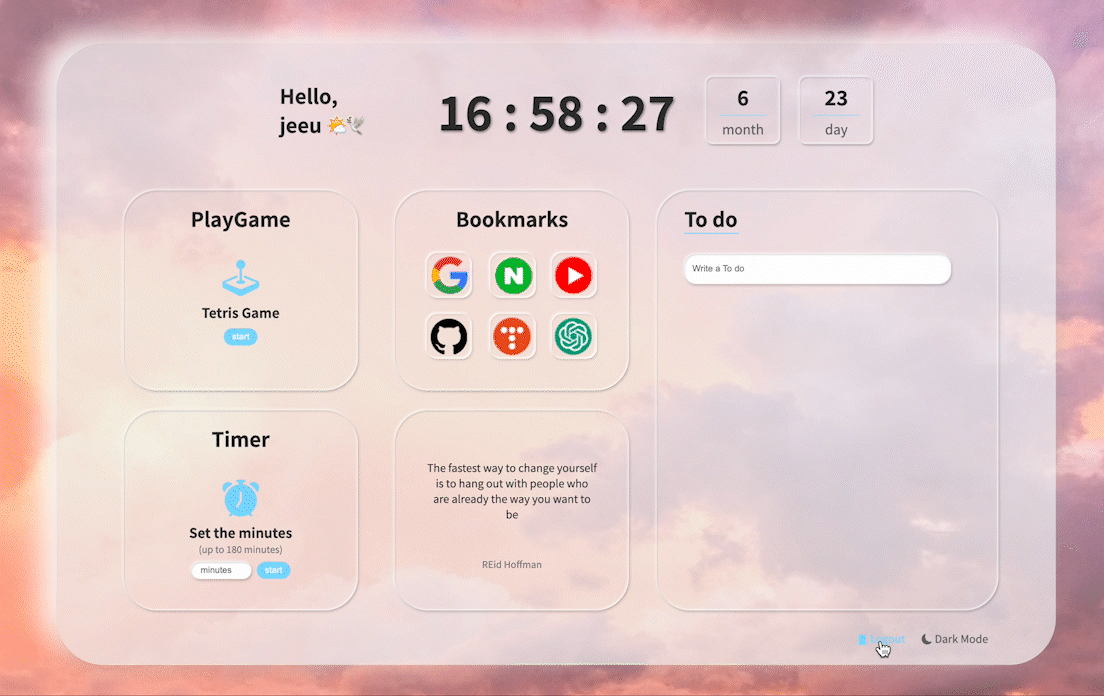 Hello,
jeeu
16 : 58 : 27
6
month
23
day
PlayGame
Tetris Game
start
Bookmarks
G
N
To do
Write a To do
Timer
Set the minutes
(up to 180 minutes)
minutes
start
The fastest way to change yourself
is to hang out with people who
are already the way you want to
be
REid Hoffman
Logout
Dark Mode